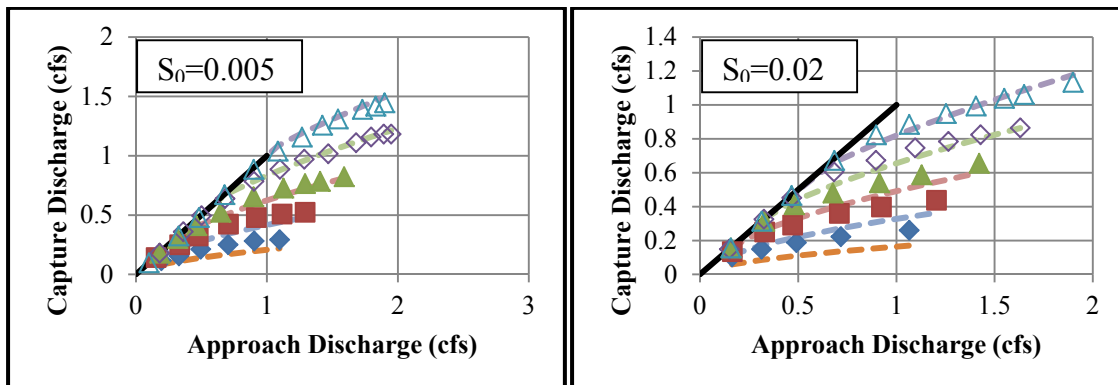 S₀=0.005
Capture Discharge (cfs)
2
1.5
1
0.5
0
0 1 2 3
Approach Discharge (cfs)
S₀=0.02
Capture Discharge (cfs)
1.4
1.2
1
0.8
0.6
0.4
0.2
0
0 0.5 1 1.5 2
Approach Discharge (cfs)